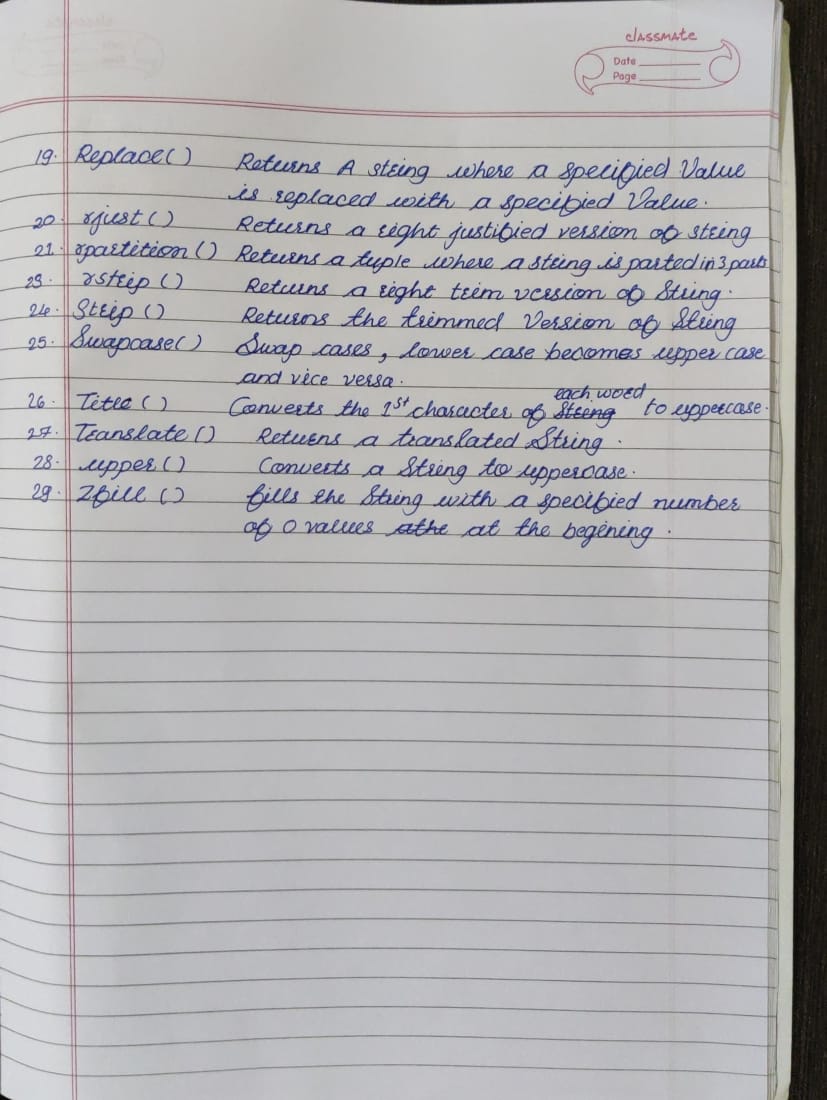 classmate
Date
Page
19. Replace() Returns A string where a specified Value
is replaced with a specified Value.
20. rjust() Returns a right justified version of string
21. rpartition() Returns a tuple where a string is parted in 3 parts
23. rstrip() Returns a right trim version of String.
24. Strip() Returns the trimmed Version of String
25. Swapcase() Swap cases, lower case becomes upper case
and vice versa.
each word
26. Title() Converts the 1st character of String to uppercase.
27. Translate() Returns a translated String.
28. upper() Converts a String to uppercase.
29. Zfill() fills the String with a specified number
of 0 values athe at the begening.